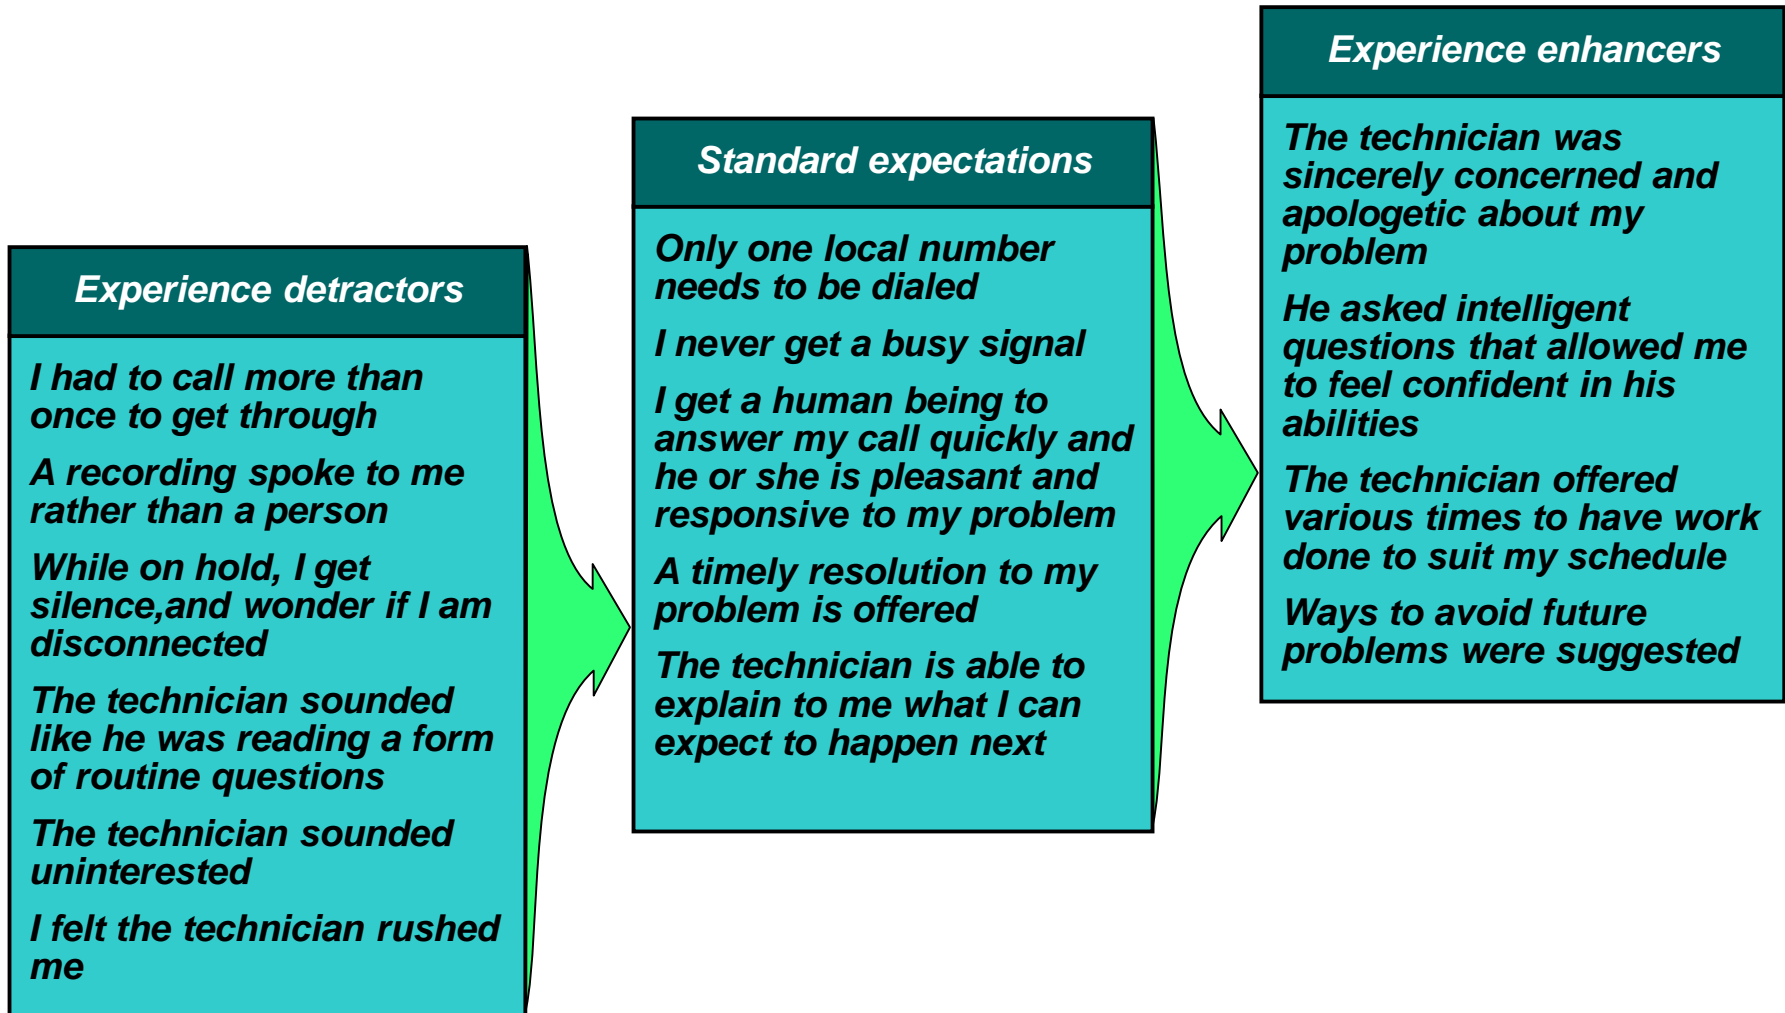 Experience detractors
I had to call more than
once to get through
A recording spoke to me
rather than a person
While on hold, I get
silence,and wonder if I am
disconnected
The technician sounded
like he was reading a form
of routine questions
The technician sounded
uninterested
I felt the technician rushed
me
Standard expectations
Only one local number
needs to be dialed
I never get a busy signal
I get a human being to
answer my call quickly and
he or she is pleasant and
responsive to my problem
A timely resolution to my
problem is offered
The technician is able to
explain to me what I can
expect to happen next
Experience enhancers
The technician was
sincerely concerned and
apologetic about my
problem
He asked intelligent
questions that allowed me
to feel confident in his
abilities
The technician offered
various times to have work
done to suit my schedule
Ways to avoid future
problems were suggested